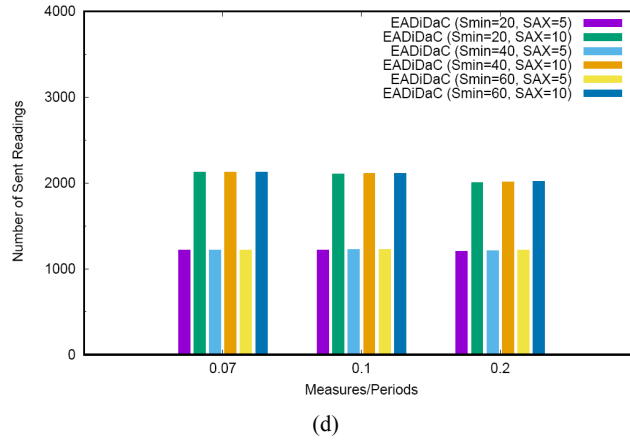 4000
3000
2000
1000
0
Number of Sent Readings
EADiDaC (Smin=20, SAX=5)
EADiDaC (Smin=20, SAX=10)
EADiDaC (Smin=40, SAX=5)
EADiDaC (Smin=40, SAX=10)
EADiDaC (Smin=60, SAX=5)
EADiDaC (Smin=60, SAX=10)
0.07 0.1 0.2
Measures/Periods
(d)